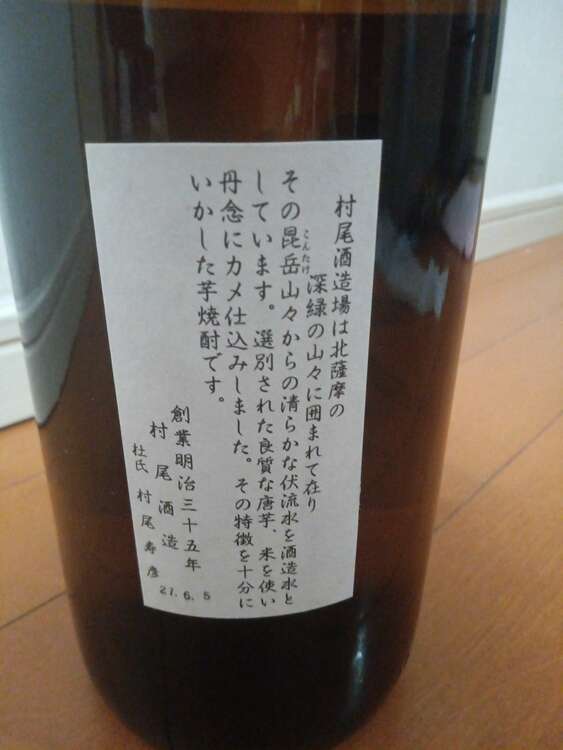 村尾酒造場は北薩摩の
深緑の山々に囲まれて在り
その昆岳山々からの清らかな伏流水を酒造水と
こんたけ
しています。選別された良質な唐芋、米を使い
丹念にカメ仕込みしました。その特徴を十分に
いかした芋焼酎です。
創業明治三十五年
村尾酒造
杜氏 村尾寿彦
27.6.5